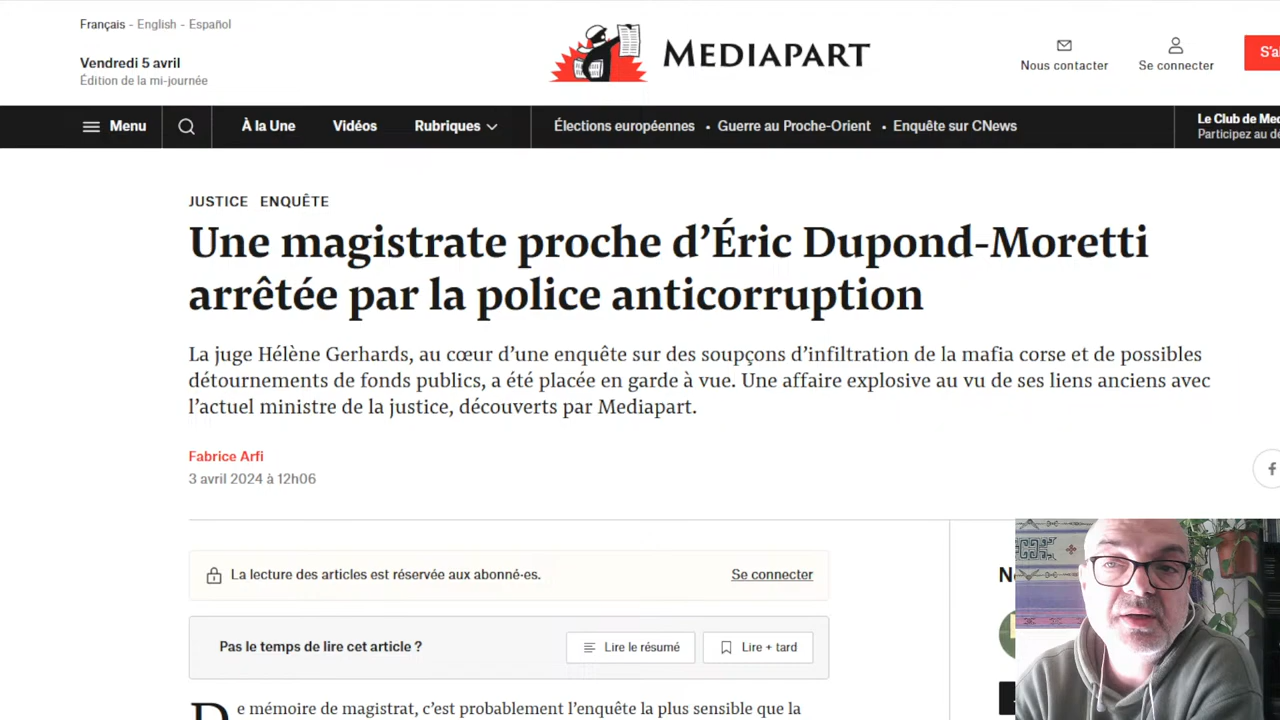 Français - English - Español
Vendredi 5 avril
Édition de la mi-journée
MEDIAPART
Nous contacter
Se connecter
Menu
À la Une
Vidéos
Rubriques
Élections européennes • Guerre au Proche-Orient • Enquête sur CNews
JUSTICE ENQUÊTE
Une magistrate proche d’Éric Dupond-Moretti
arrêtée par la police anticorruption
La juge Hélène Gerhards, au cœur d’une enquête sur des soupçons d’infiltration de la mafia corse et de possibles
détournements de fonds publics, a été placée en garde à vue. Une affaire explosive au vu de ses liens anciens avec
l’actuel ministre de la justice, découverts par Mediapart.
Fabrice Arfi
3 avril 2024 à 12h06
La lecture des articles est réservée aux abonné·es.
Se connecter
Pas le temps de lire cet article ?
Lire le résumé
Lire + tard
De mémoire de magistrat, c’est probablement l’enquête la plus sensible que la
Le Club de Med
Participez au dé
S'a